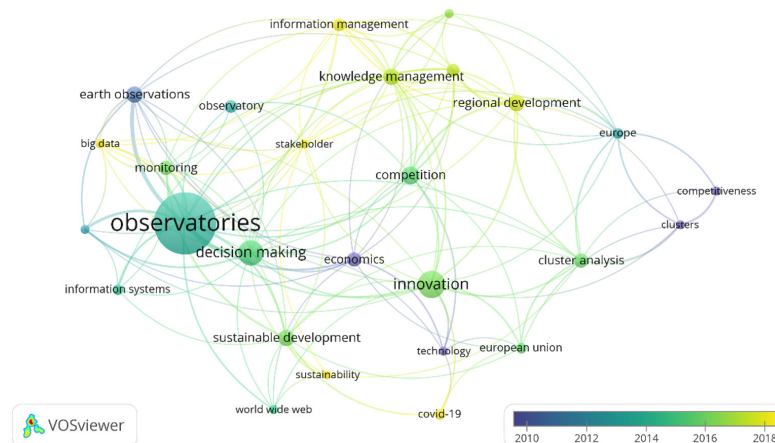 information management
knowledge management
earth observations
observatory
regional development
europe
big data
stakeholder
monitoring
competition
competitiveness
observatories
clusters
decision making
economics
cluster analysis
innovation
information systems
sustainable development
technology
european union
sustainability
world wide web
covid-19
VOSviewer
2010 2012 2014 2016 2018